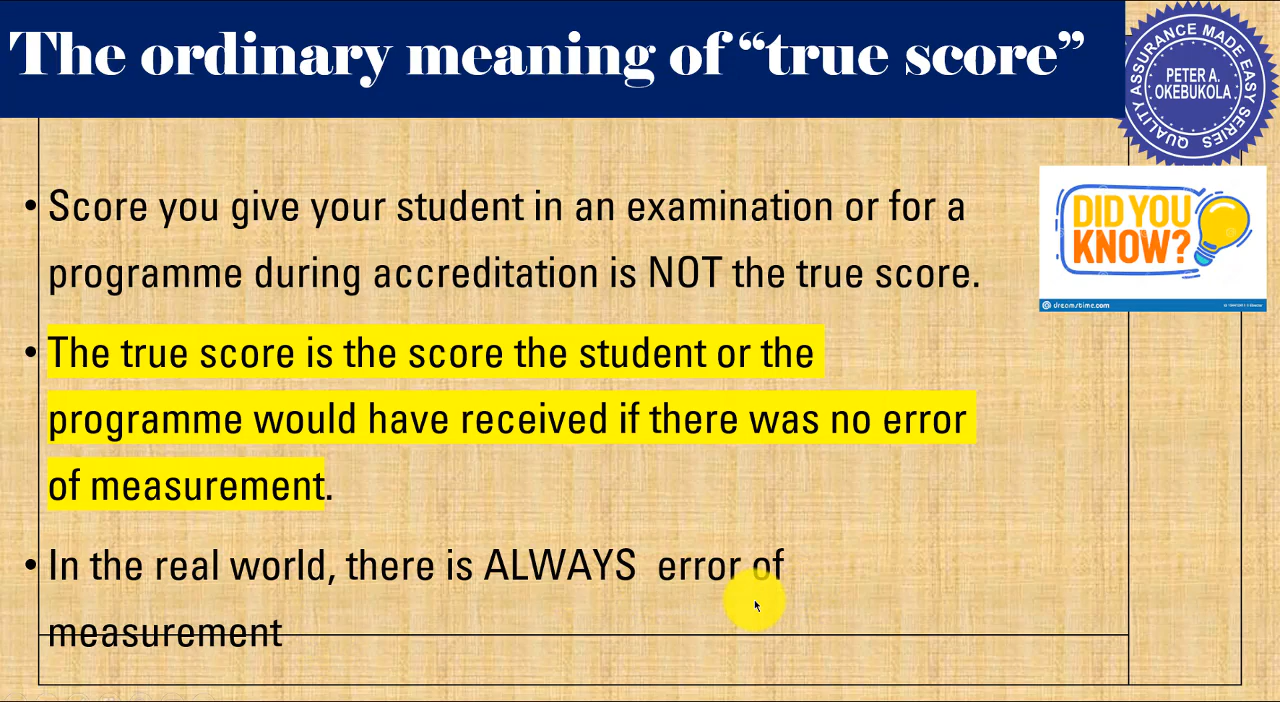 The ordinary meaning of “true score”
QUALITY ASSURANCE MADE EASY SERIES
PETER A.
OKEBUKOLA
DID YOU
KNOW?
dreamstime.com
• Score you give your student in an examination or for a
programme during accreditation is NOT the true score.
• The true score is the score the student or the
programme would have received if there was no error
of measurement.
• In the real world, there is ALWAYS  error of
measurement